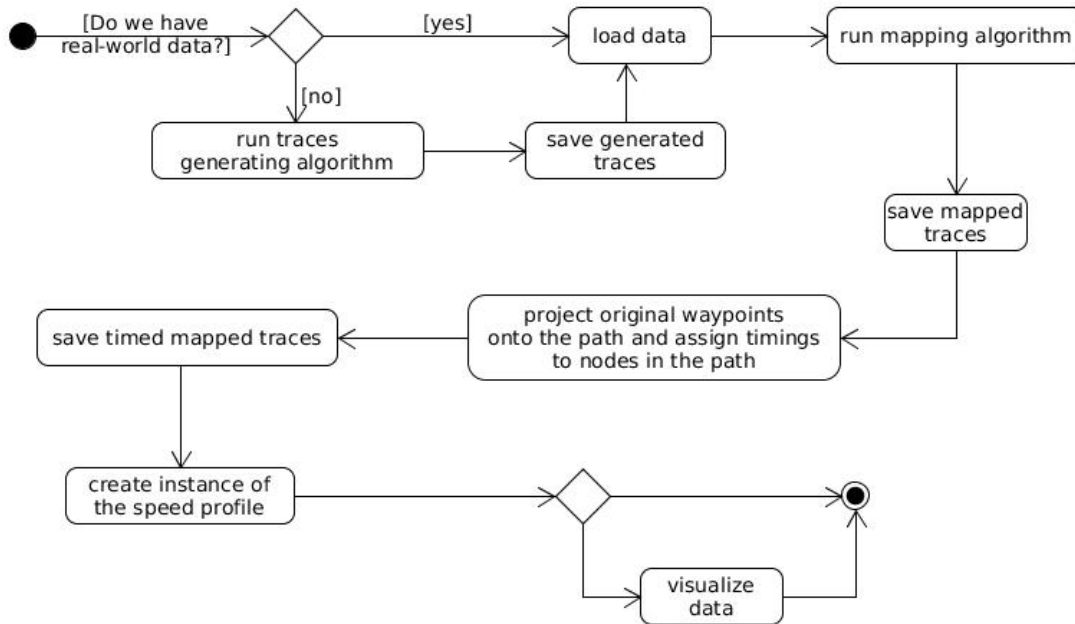 [Do we have
real-world data?]
[yes]
load data
run mapping algorithm
[no]
run traces
generating algorithm
save generated
traces
save mapped
traces
project original waypoints
onto the path and assign timings
to nodes in the path
save timed mapped traces
create instance of
the speed profile
visualize
data